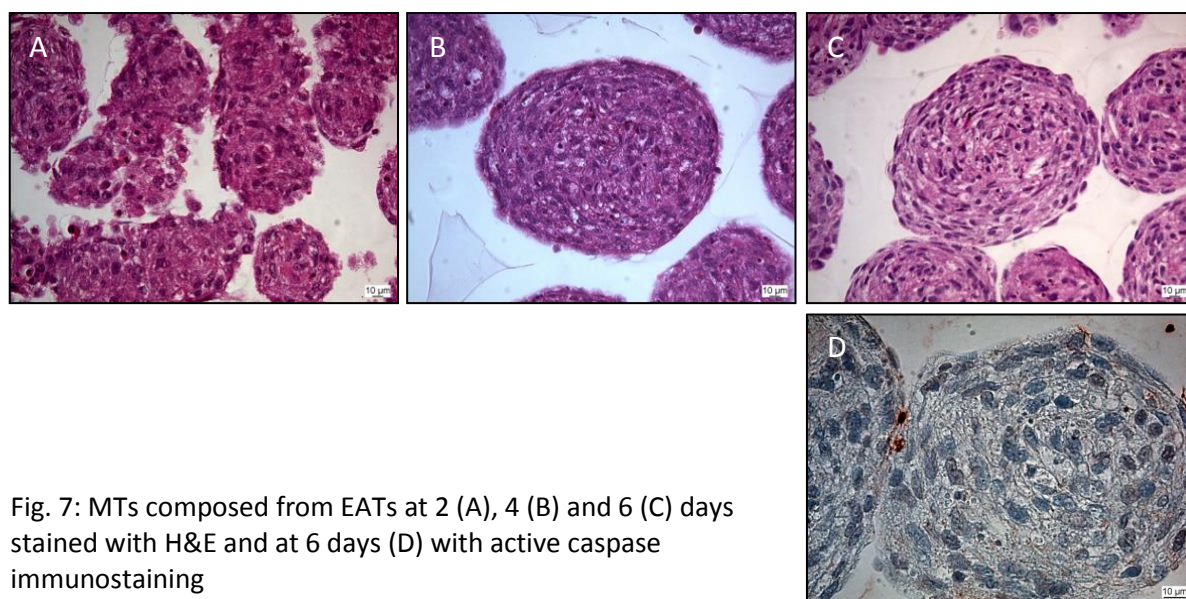 A
B
C
10 µm
10 µm
10 µm
D
10 µm
Fig. 7: MTs composed from EATs at 2 (A), 4 (B) and 6 (C) days
stained with H&E and at 6 days (D) with active caspase
immunostaining